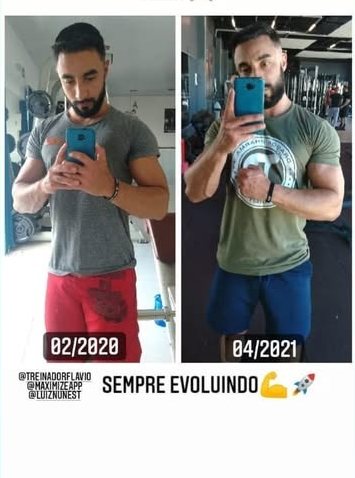 02/2020
04/2021
@TREINADORFLAVIO
@MAXIMIZEAPP
@LUIZNUNEST
SEMPRE EVOLUINDO💪🚀